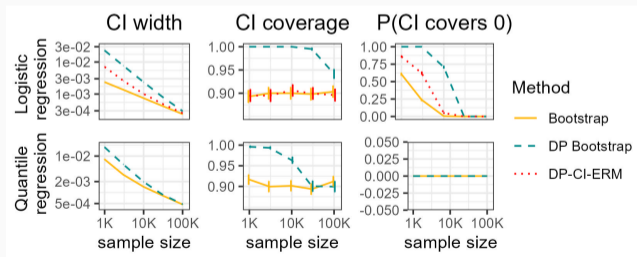 CI width
CI coverage
P(CI covers 0)
Logistic
regression
3e-02
1e-02
3e-03
1e-03
3e-04
1.00
0.95
0.90
1.00
0.75
0.50
0.25
0.00
Quantile
regression
1e-02
2e-03
5e-04
1.00
0.95
0.90
0.050
0.025
0.000
-0.025
-0.050
1K
10K
100K
1K
10K
100K
1K
10K
100K
sample size
sample size
sample size
Method
Bootstrap
DP Bootstrap
DP-CI-ERM